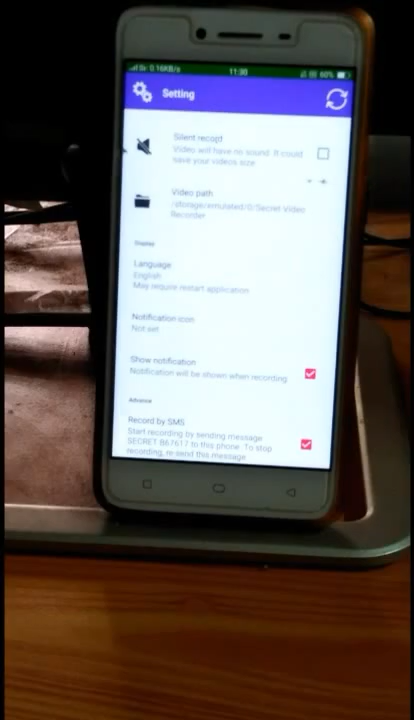 0.16KB/s 11:30 60%
Setting
Silent recopt
Video will have no sound. It could
save your videos size
Video path
/storage/emulated/0/Secret Video
Recorder
Display
Language
English
May require restart application
Notification icon
Not set
Show notification
Notification will be shown when recording
Advance
Record by SMS
Start recording by sending message
SECRET 867617 to this phone. To stop
recording, re-send this message